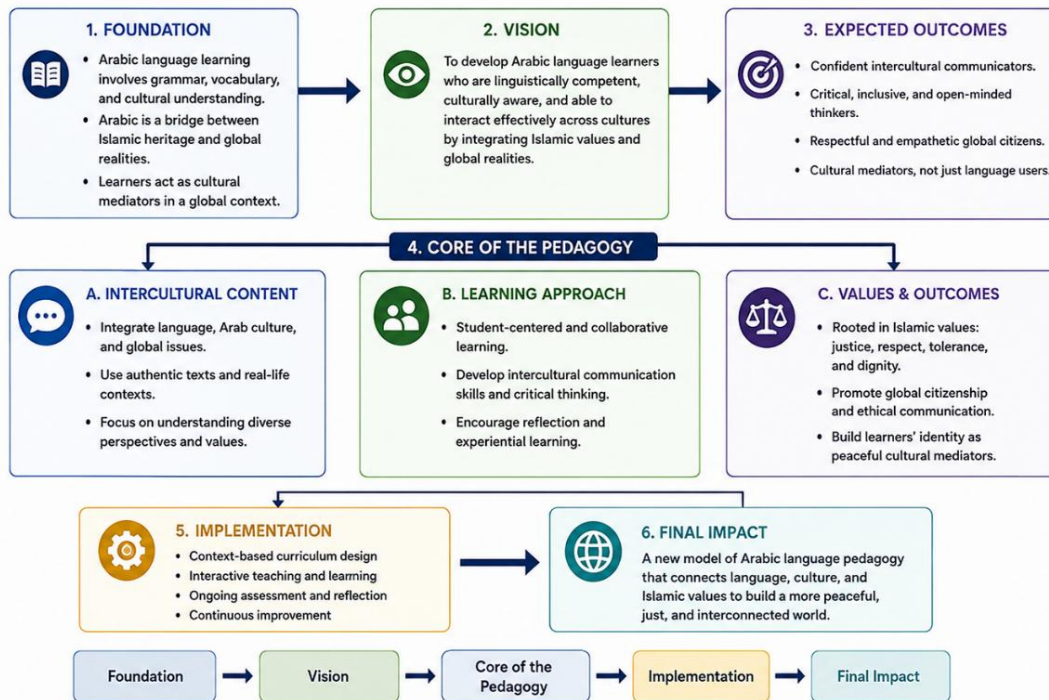 1. FOUNDATION
• Arabic language learning
involves grammar, vocabulary,
and cultural understanding.
• Arabic is a bridge between
Islamic heritage and global
realities.
• Learners act as cultural
mediators in a global context.
2. VISION
To develop Arabic language learners
who are linguistically competent,
culturally aware, and able to
interact effectively across cultures
by integrating Islamic values and
global realities.
3. EXPECTED OUTCOMES
• Confident intercultural communicators.
• Critical, inclusive, and open-minded
thinkers.
• Respectful and empathetic global citizens.
• Cultural mediators, not just language users.
4. CORE OF THE PEDAGOGY
A. INTERCULTURAL CONTENT
• Integrate language, Arab culture,
and global issues.
• Use authentic texts and real-life
contexts.
• Focus on understanding diverse
perspectives and values.
B. LEARNING APPROACH
• Student-centered and collaborative
learning.
• Develop intercultural communication
skills and critical thinking.
• Encourage reflection and
experiential learning.
C. VALUES & OUTCOMES
• Rooted in Islamic values:
justice, respect, tolerance,
and dignity.
• Promote global citizenship
and ethical communication.
• Build learners' identity as
peaceful cultural mediators.
5. IMPLEMENTATION
• Context-based curriculum design
• Interactive teaching and learning
• Ongoing assessment and reflection
• Continuous improvement
6. FINAL IMPACT
A new model of Arabic language pedagogy
that connects language, culture, and
Islamic values to build a more peaceful,
just, and interconnected world.
Foundation
Vision
Core of the
Pedagogy
Implementation
Final Impact